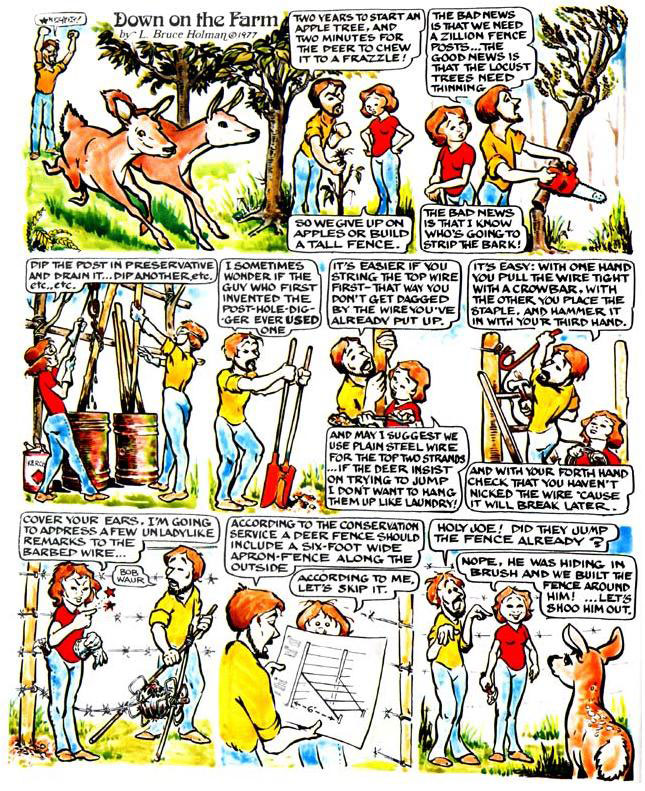 Down on the Farm
by L. Bruce Holman © 1977
TWO YEARS TO START AN
APPLE TREE, AND
TWO MINUTES FOR
THE DEER TO CHEW
IT TO A FRAZZLE!
SO WE GIVE UP ON
APPLES OR BUILD
A TALL FENCE.
THE BAD NEWS
IS THAT WE NEED
A ZILLION FENCE
POSTS...THE
GOOD NEWS IS
THAT THE LOCUST
TREES NEED
THINNING
THE BAD NEWS
IS THAT I KNOW
WHO'S GOING TO
STRIP THE BARK!
DIP THE POST IN PRESERVATIVE
AND DRAIN IT...DIP ANOTHER, etc.
etc., etc.
I SOMETIMES
WONDER IF THE
GUY WHO FIRST
INVENTED THE
POST-HOLE-DIG-
GER EVER USED
ONE
IT'S EASIER IF YOU
STRING THE TOP WIRE
FIRST-THAT WAY YOU
DON'T GET DAGGED
BY THE WIRE YOU'VE
ALREADY PUT UP.
AND MAY I SUGGEST WE
USE PLAIN STEEL WIRE
FOR THE TOP TWO STRANDS
...IF THE DEER INSIST
ON TRYING TO JUMP
I DON'T WANT TO HANG
THEM UP LIKE LAUNDRY!
IT'S EASY: WITH ONE HAND
YOU PULL THE WIRE TIGHT
WITH A CROWBAR, WITH
THE OTHER YOU PLACE THE
STAPLE, AND HAMMER IT
IN WITH YOUR THIRD HAND.
AND WITH YOUR FORTH HAND
CHECK THAT YOU HAVEN'T
NICKED THE WIRE 'CAUSE
IT WILL BREAK LATER.
COVER YOUR EARS, I'M GOING
TO ADDRESS A FEW UNLADYLIKE
REMARKS TO THE
BARBED WIRE...
BOB
WAUR
ACCORDING TO THE CONSERVATION
SERVICE A DEER FENCE SHOULD
INCLUDE A SIX-FOOT WIDE
APRON-FENCE ALONG THE
OUTSIDE
ACCORDING TO ME,
LET'S SKIP IT.
6
HOLY JOE! DID THEY JUMP
THE FENCE ALREADY?
NOPE, HE WAS HIDING IN
BRUSH AND WE BUILT THE
FENCE AROUND
HIM! ...LET'S
SHOO HIM OUT.